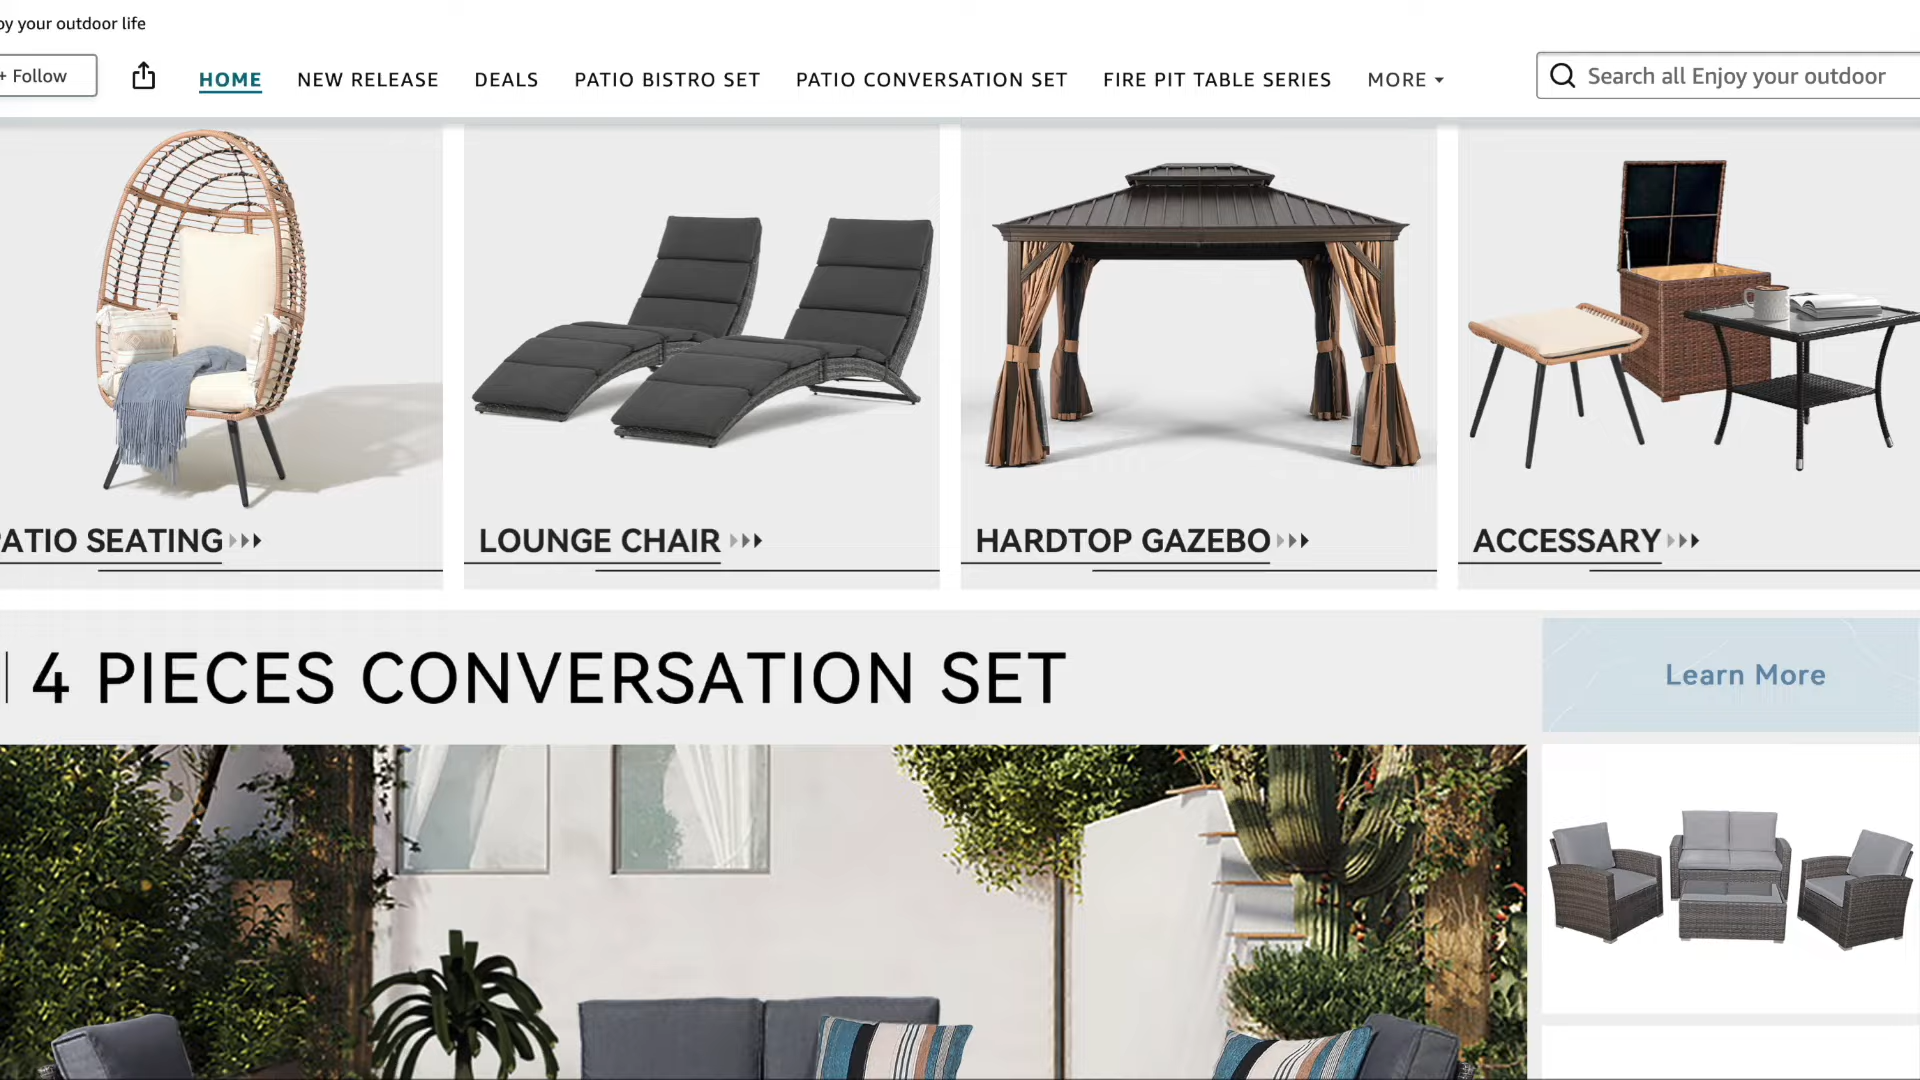 oy your outdoor life
+ Follow
HOME NEW RELEASE DEALS PATIO BISTRO SET PATIO CONVERSATION SET FIRE PIT TABLE SERIES MORE
Search all Enjoy your outdoor
ATIO SEATING
LOUNGE CHAIR
HARDTOP GAZEBO
ACCESSARY
4 PIECES CONVERSATION SET
Learn More